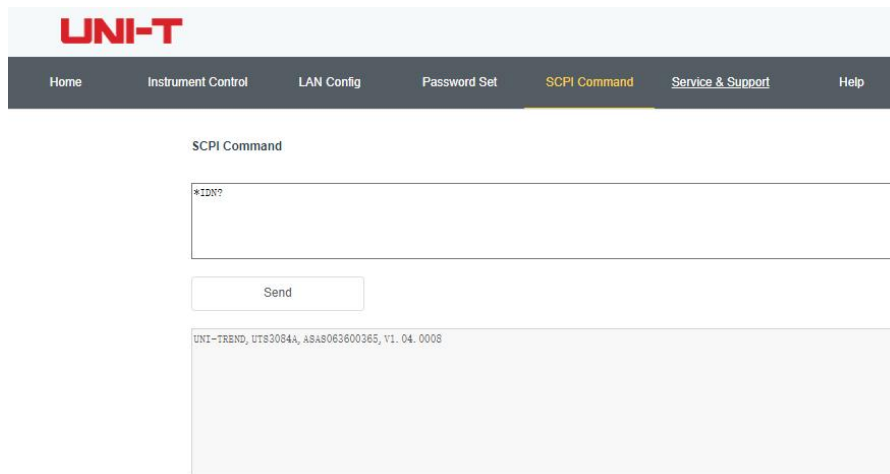 UNI-T
Home Instrument Control LAN Config Password Set SCPI Command Service & Support Help
SCPI Command
*IDN?
Send
UNI-TREND, UTS3084A, ASAS063600365, V1.04.0008